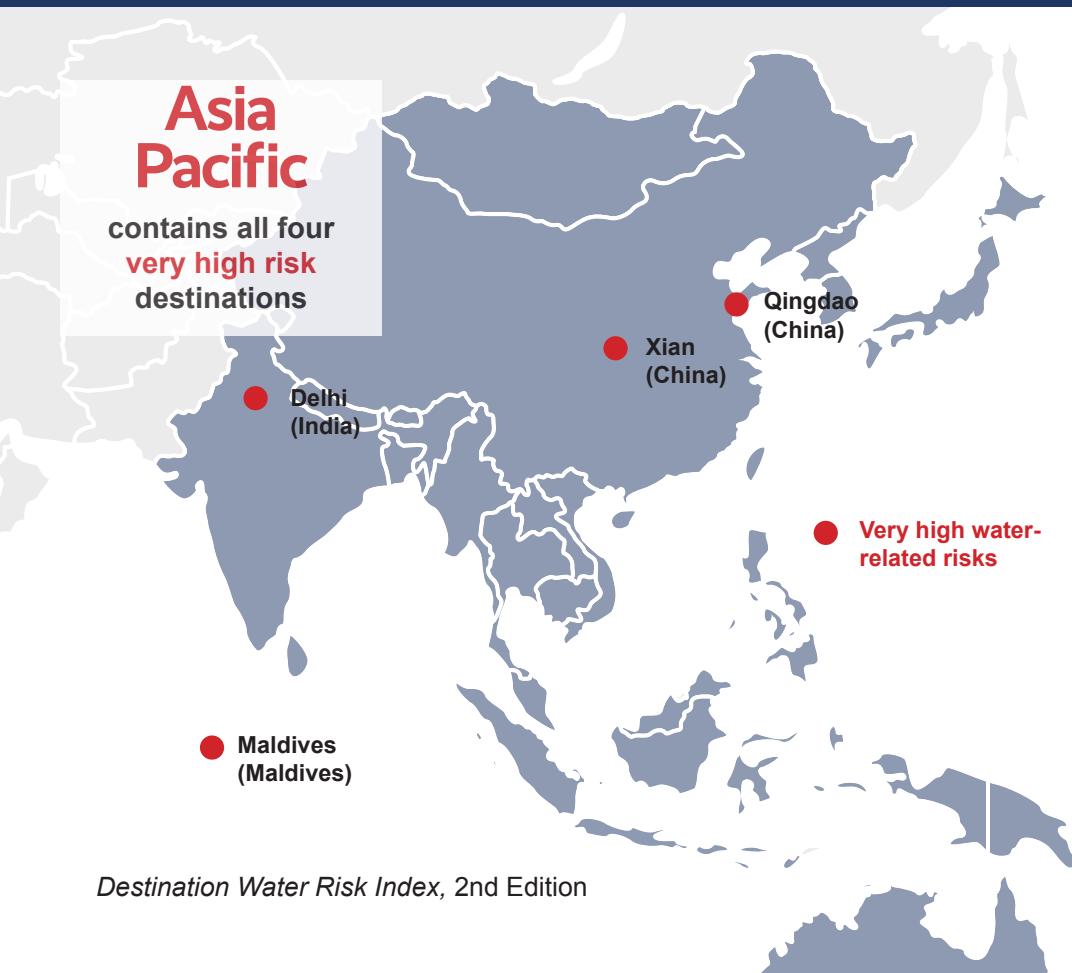 Asia
Pacific
contains all four
very high risk
destinations
Qingdao
(China)
Xian
(China)
Delhi
(India)
Very high water-
related risks
Maldives
(Maldives)
Destination Water Risk Index, 2nd Edition